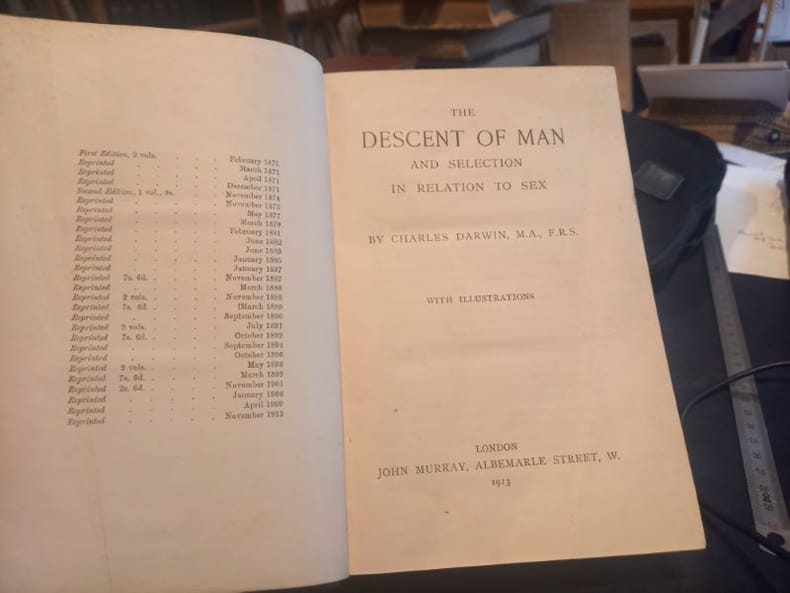 First Edition, 2 vols. . . . February 1871
Reprinted . . . . . March 1871
Reprinted . . . . . April 1871
Reprinted . . . . . December 1871
Second Edition, 1 vol., 9s. . . . November 1874
Reprinted . . . . . November 1875
Reprinted . . . . . May 1877
Reprinted . . . . . March 1879
Reprinted . . . . . February 1881
Reprinted . . . . . June 1882
Reprinted . . . . . June 1883
Reprinted . . . . . January 1885
Reprinted . . . . . January 1887
Reprinted 7s. 6d. . . . . November 1887
Reprinted . . . . . March 1888
Reprinted 2 vols. . . . . November 1888
Reprinted 7s. 6d. . . . . March 1889
Reprinted . . . . . September 1890
Reprinted 2 vols. . . . . July 1891
Reprinted 7s. 6d. . . . . October 1892
Reprinted . . . . . September 1894
Reprinted . . . . . October 1896
Reprinted 2 vols. . . . . May 1898
Reprinted 7s. 6d. . . . . March 1899
Reprinted 2s. 6d. . . . . November 1901
Reprinted . . . . . January 1906
Reprinted . . . . . April 1909
Reprinted . . . . . November 1913
THE
DESCENT OF MAN
AND SELECTION
IN RELATION TO SEX
BY CHARLES DARWIN, M.A., F.R.S.
WITH ILLUSTRATIONS
LONDON
JOHN MURRAY, ALBEMARLE STREET, W.
1913